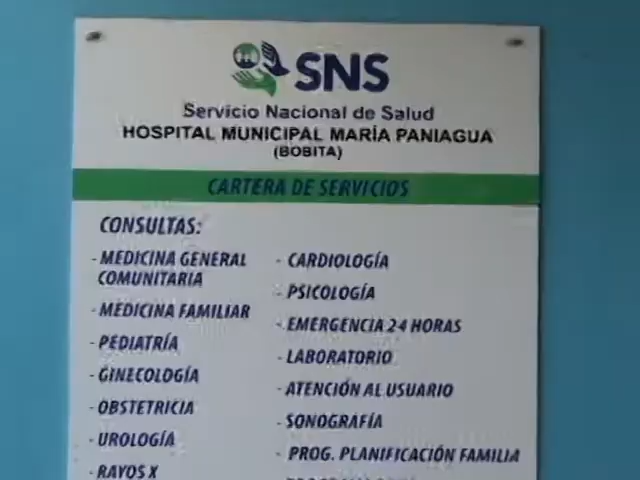 SNS
Servicio Nacional de Salud
HOSPITAL MUNICIPAL MARÍA PANIAGUA
(BOBITA)
CARTERA DE SERVICIOS
CONSULTAS:
- MEDICINA GENERAL
COMUNITARIA
- MEDICINA FAMILIAR
- PEDIATRÍA
- GINECOLOGÍA
- OBSTETRICIA
- UROLOGÍA
- RAYOS X
- CARDIOLOGÍA
- PSICOLOGÍA
- EMERGENCIA 24 HORAS
- LABORATORIO
- ATENCIÓN AL USUARIO
- SONOGRAFÍA
- PROG. PLANIFICACIÓN FAMILIA